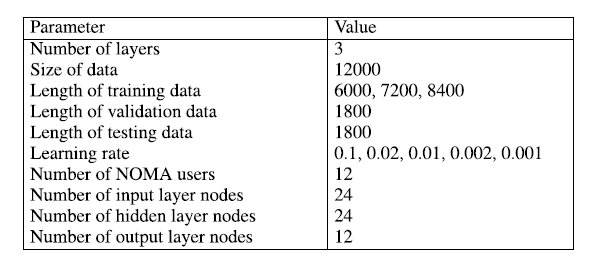 Parameter Value
Number of layers 3
Size of data 12000
Length of training data 6000, 7200, 8400
Length of validation data 1800
Length of testing data 1800
Learning rate 0.1, 0.02, 0.01, 0.002, 0.001
Number of NOMA users 12
Number of input layer nodes 24
Number of hidden layer nodes 24
Number of output layer nodes 12